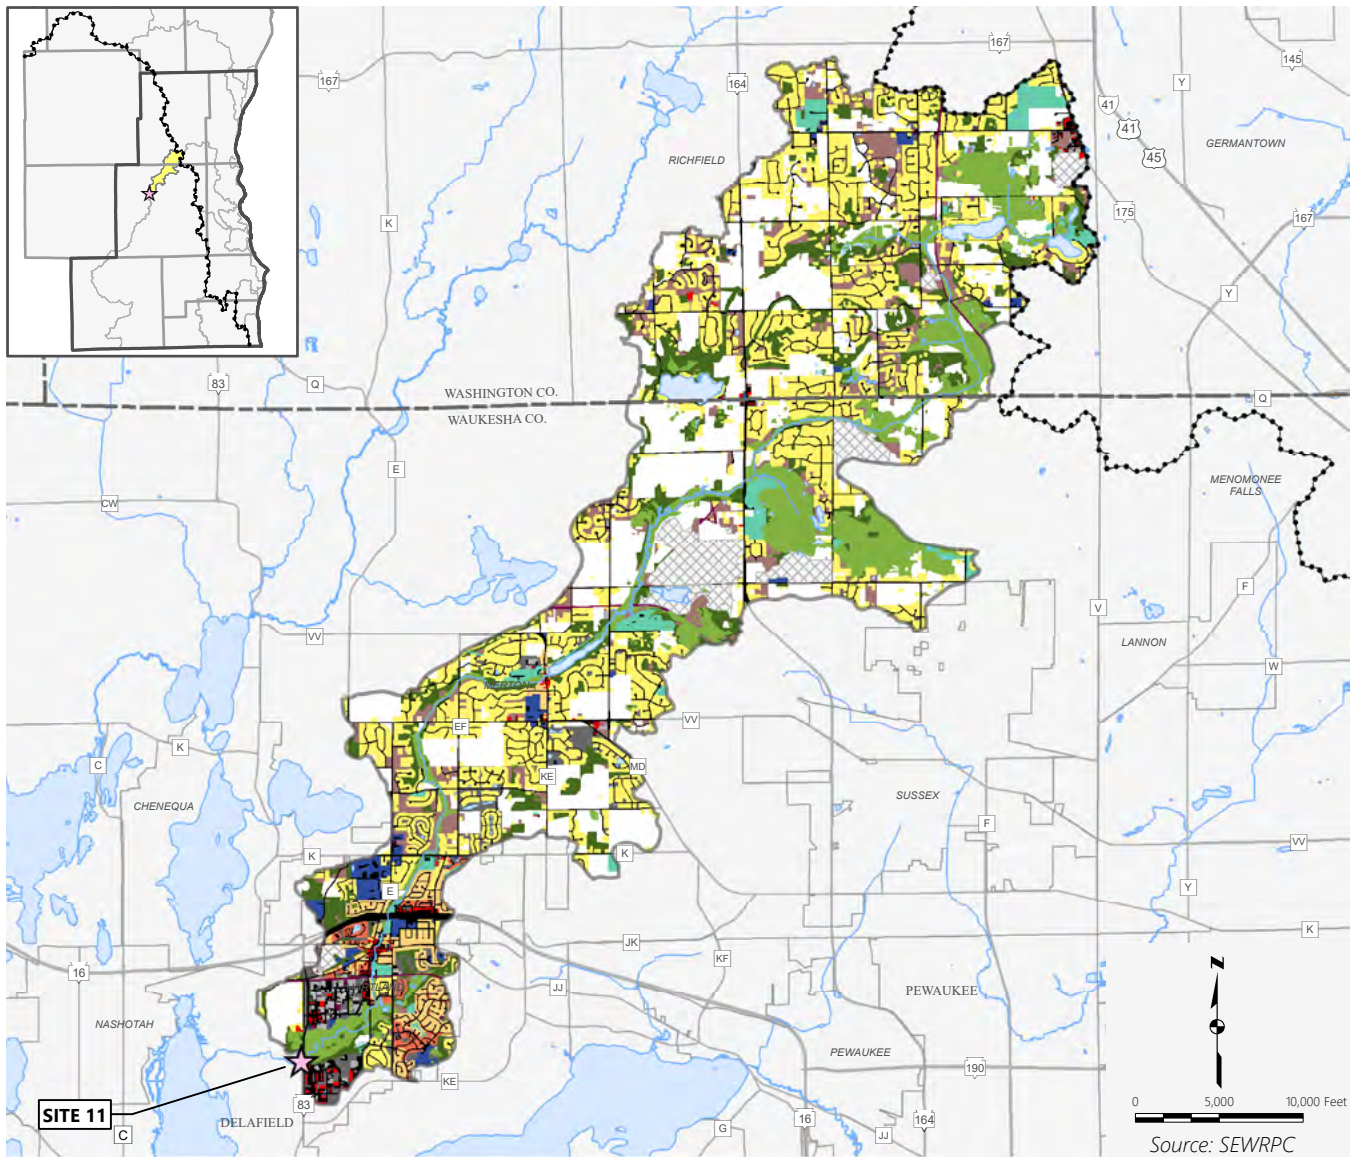 167
145
Y
164
167
41
41
45
GERMANTOWN
RICHFIELD
175
167
K
Y
Q
83
WASHINGTON CO.
WAUKESHA CO.
Q
E
MENOMONEE
FALLS
CW
F
V
VV
LANNON
W
MERTON
EF
VV
K
C
KE
MD
CHENEQUA
SUSSEX
F
K
K
VV
E
Y
K
JK
KF
16
JJ
HARTLAND
PEWAUKEE
NASHOTAH
N
PEWAUKEE
190
KE
SITE 11
83
0 5,000 10,000 Feet
DELAFIELD
C
G
16
164
JJ
Source: SEWRPC